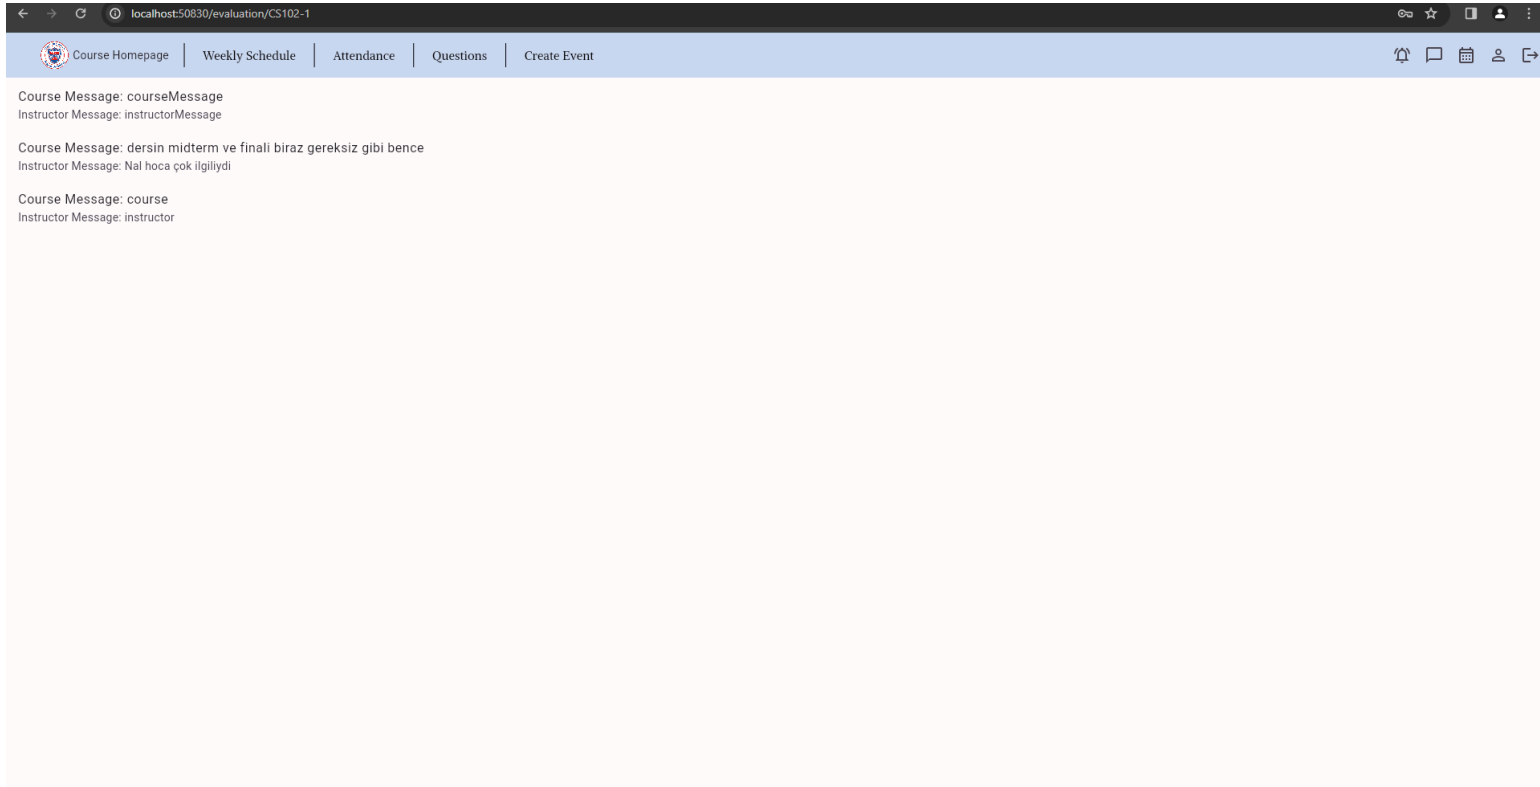 localhost:50830/evaluation/CS102-1
Course Homepage Weekly Schedule Attendance Questions Create Event
Course Message: courseMessage
Instructor Message: instructorMessage
Course Message: dersin midterm ve finali biraz gereksiz gibi bence
Instructor Message: Nal hoca çok ilgiliydi
Course Message: course
Instructor Message: instructor